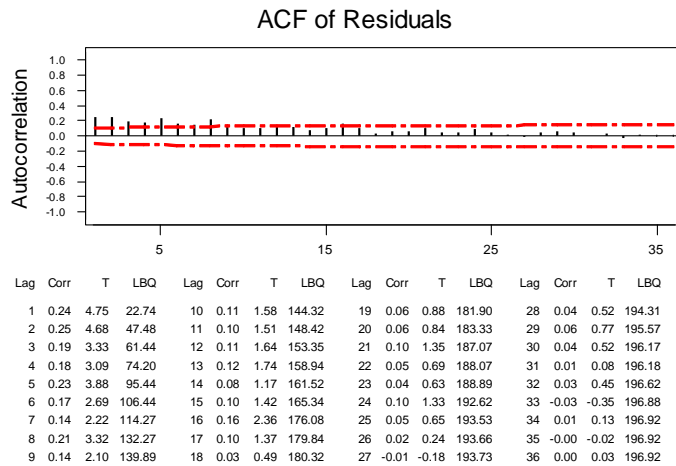 ACF of Residuals
Autocorrelation
1.0
0.8
0.6
0.4
0.2
0.0
-0.2
-0.4
-0.6
-0.8
-1.0
5 15 25 35
Lag Corr T LBQ Lag Corr T LBQ Lag Corr T LBQ Lag Corr T LBQ
1 0.24 4.75 22.74 10 0.11 1.58 144.32 19 0.06 0.88 181.90 28 0.04 0.52 194.31
2 0.25 4.68 47.48 11 0.10 1.51 148.42 20 0.06 0.84 183.33 29 0.06 0.77 195.57
3 0.19 3.33 61.44 12 0.11 1.64 153.35 21 0.10 1.35 187.07 30 0.04 0.52 196.17
4 0.18 3.09 74.20 13 0.12 1.74 158.94 22 0.05 0.69 188.07 31 0.01 0.08 196.18
5 0.23 3.88 95.44 14 0.08 1.17 161.52 23 0.04 0.63 188.89 32 0.03 0.45 196.62
6 0.17 2.69 106.44 15 0.10 1.42 165.34 24 0.10 1.33 192.62 33 -0.03 -0.35 196.88
7 0.14 2.22 114.27 16 0.16 2.36 176.08 25 0.05 0.65 193.53 34 0.01 0.13 196.92
8 0.21 3.32 132.27 17 0.10 1.37 179.84 26 0.02 0.24 193.66 35 -0.00 -0.02 196.92
9 0.14 2.10 139.89 18 0.03 0.49 180.32 27 -0.01 -0.18 193.73 36 0.00 0.03 196.92